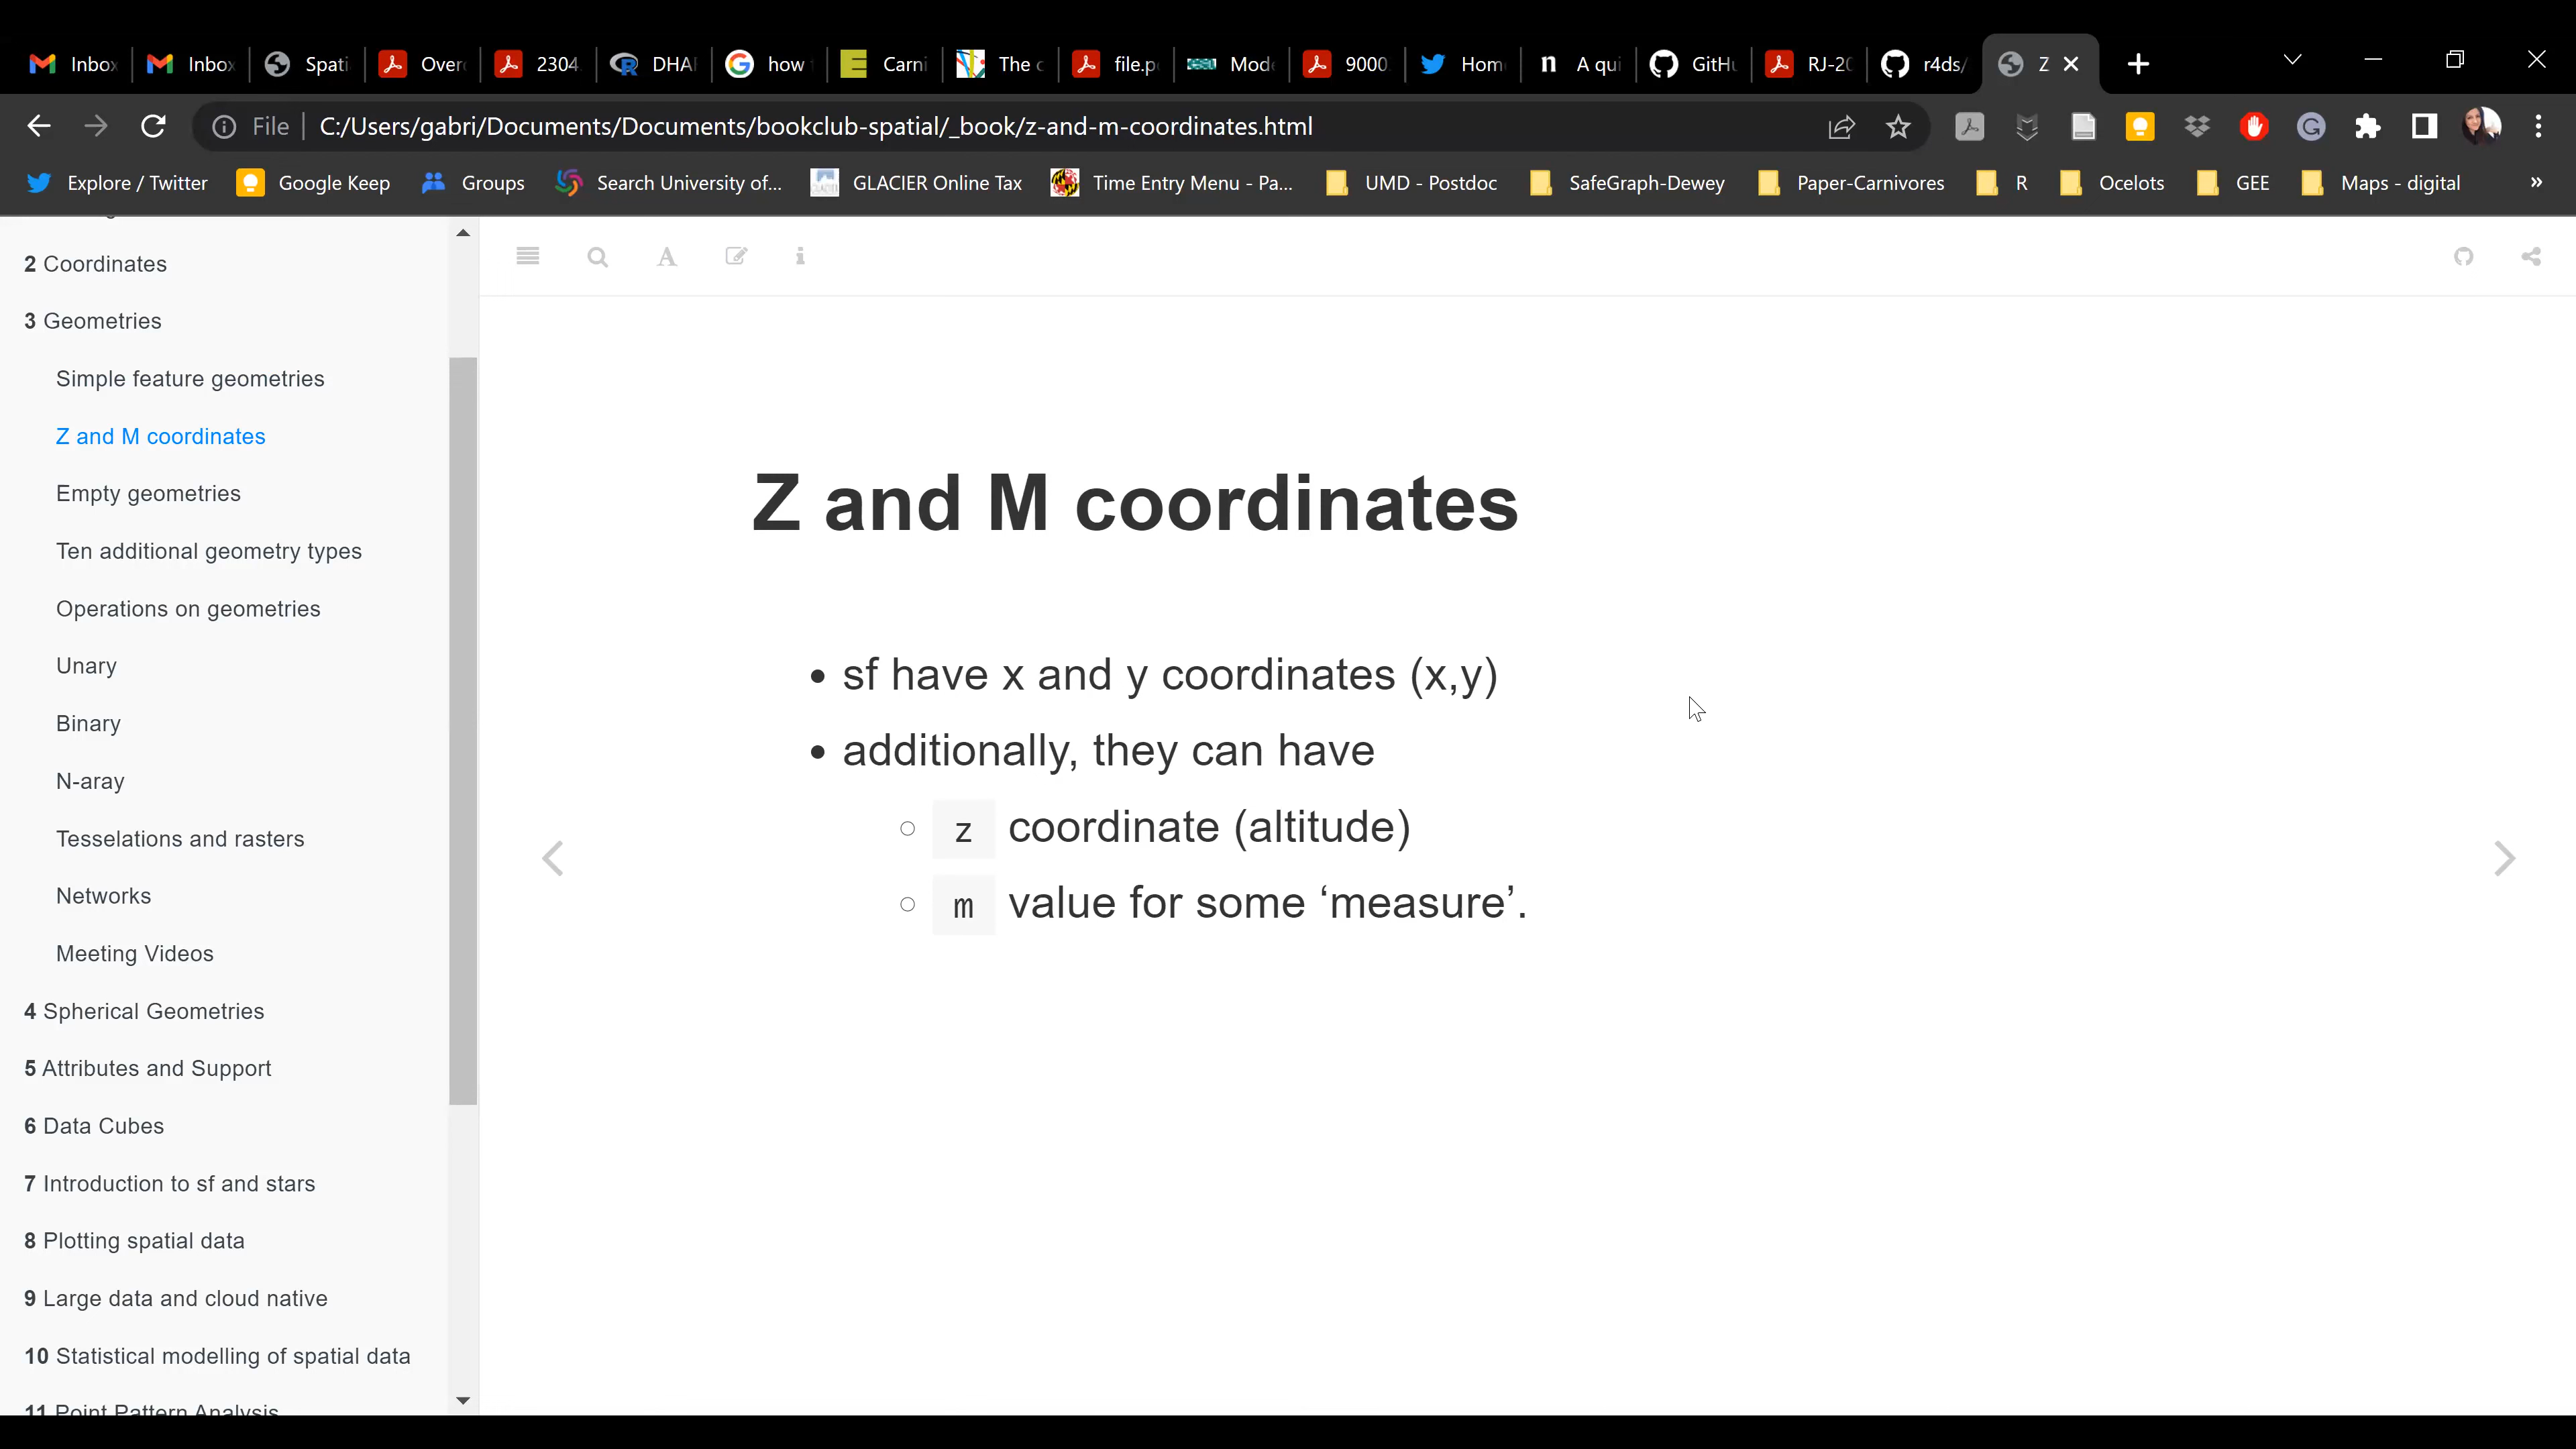 Inbox
Inbox
Spati
Over
2304
DHA
how
Carni
The c
file.p
Mode
9000
Hom
A qui
GitHu
RJ-20
r4ds/
Z
File
C:/Users/gabri/Documents/Documents/bookclub-spatial/_book/z-and-m-coordinates.html
Explore / Twitter
Google Keep
Groups
Search University of...
GLACIER Online Tax
Time Entry Menu - Pa...
UMD - Postdoc
SafeGraph-Dewey
Paper-Carnivores
R
Ocelots
GEE
Maps - digital
»
2 Coordinates
3 Geometries
Simple feature geometries
Z and M coordinates
Empty geometries
Ten additional geometry types
Operations on geometries
Unary
Binary
N-aray
Tesselations and rasters
Networks
Meeting Videos
4 Spherical Geometries
5 Attributes and Support
6 Data Cubes
7 Introduction to sf and stars
8 Plotting spatial data
9 Large data and cloud native
10 Statistical modelling of spatial data
11 Point Pattern Analysis
Z and M coordinates
• sf have x and y coordinates (x,y)
• additionally, they can have
○ z coordinate (altitude)
○ m value for some ‘measure’.